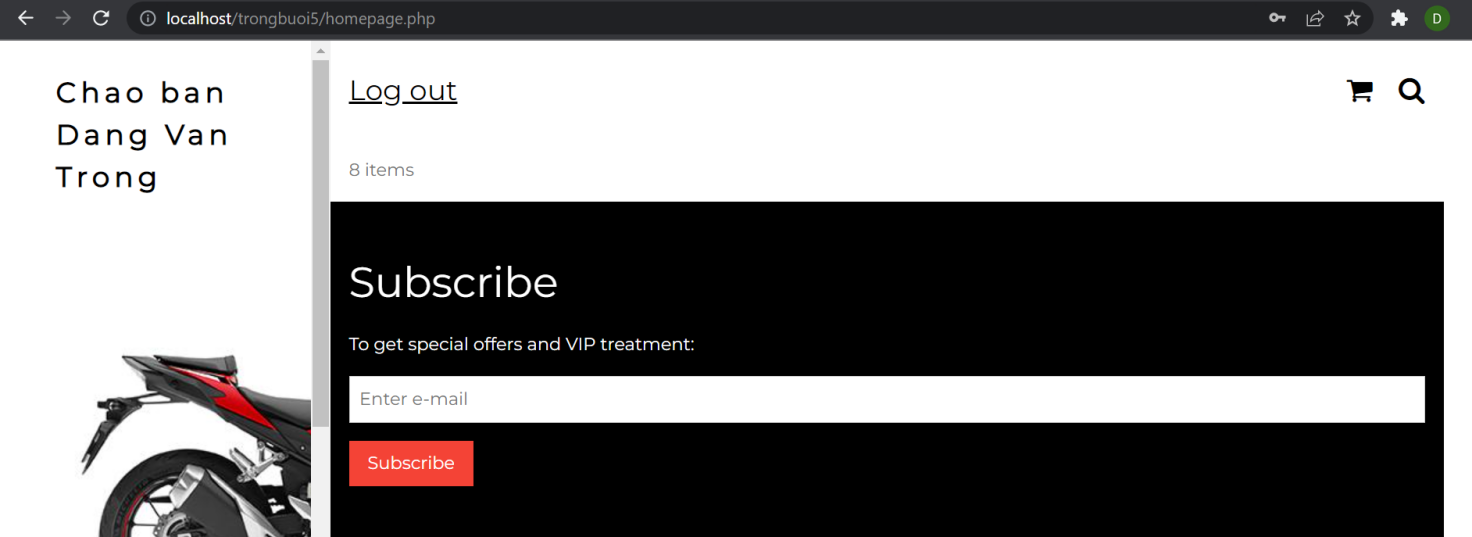 localhost/trongbuoi5/homepage.php
D
Chao ban
Dang Van
Trong
Log out
8 items
Subscribe
To get special offers and VIP treatment:
Enter e-mail
Subscribe